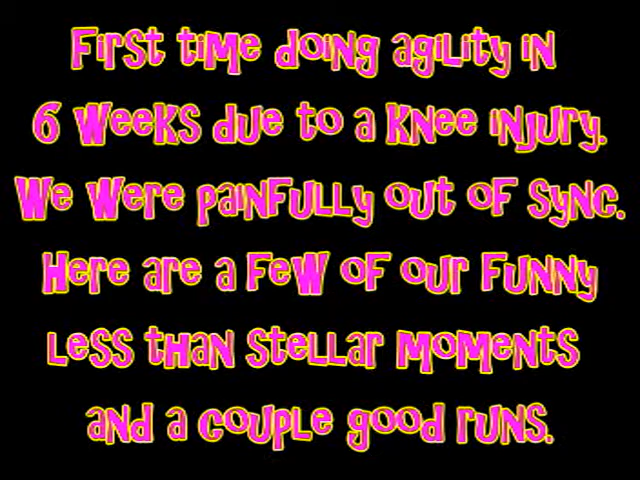 First time doing agility in
6 weeks due to a knee injury.
We were painfully out of sync.
Here are a few of our funny
less than stellar moments
and a couple good runs.